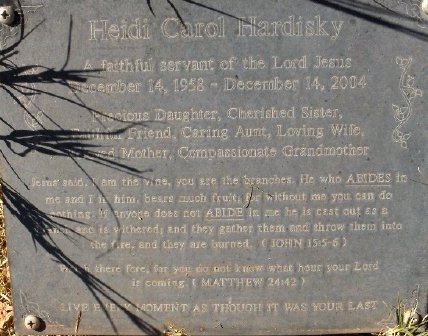 Heidi Carol Hardisky
A faithful servant of the Lord Jesus
December 14, 1958 - December 14, 2004
Precious Daughter, Cherished Sister,
Faithful Friend, Caring Aunt, Loving Wife,
Mother, Compassionate Grandmother
Jesus said, I am the vine, you are the branches. He who ABIDES in
me and I in him, bears much fruit; for without me you can do
nothing. If anyone does not ABIDE in me he is cast out as a
and is withered; and they gather them and throw them into
the fire, and they are burned. ( JOHN 15:5-6 )
Watch there fore, for you do not know what hour your Lord
is coming. ( MATTHEW 24:42 )
LIVE EVERY MOMENT AS THOUGH IT WAS YOUR LAST